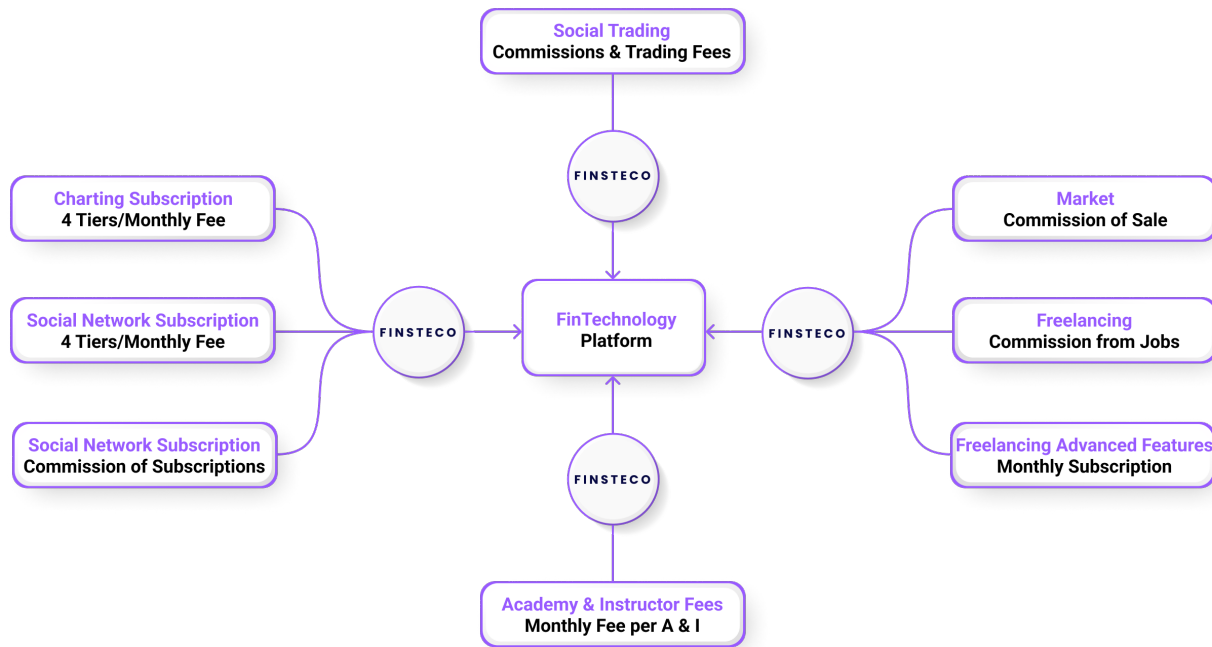 Social Trading
Commissions & Trading Fees
FINSTECO
Charting Subscription
4 Tiers/Monthly Fee
Market
Commission of Sale
Social Network Subscription
4 Tiers/Monthly Fee
FINSTECO
FinTechnology
Platform
FINSTECO
Freelancing
Commission from Jobs
Social Network Subscription
Commission of Subscriptions
Freelancing Advanced Features
Monthly Subscription
FINSTECO
Academy & Instructor Fees
Monthly Fee per A & I